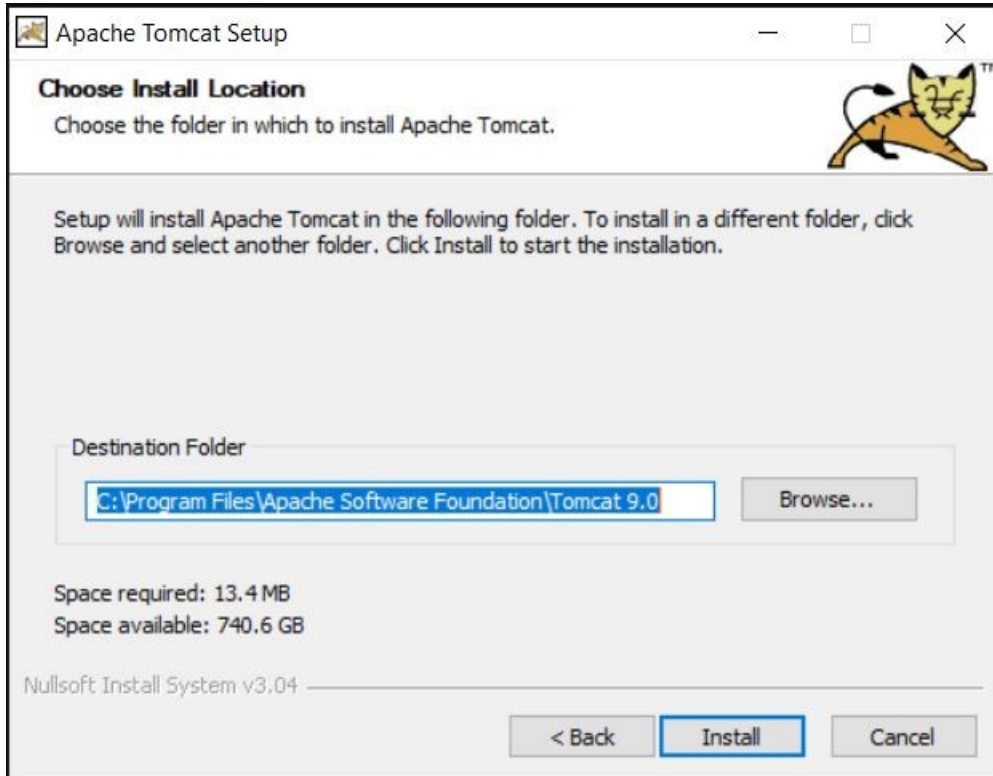 Apache Tomcat Setup
TM
Choose Install Location
Choose the folder in which to install Apache Tomcat.
Setup will install Apache Tomcat in the following folder. To install in a different folder, click
Browse and select another folder. Click Install to start the installation.
Destination Folder
C:\Program Files\Apache Software Foundation\Tomcat 9.0
Browse...
Space required: 13.4 MB
Space available: 740.6 GB
Nullsoft Install System v3.04
< Back
Install
Cancel